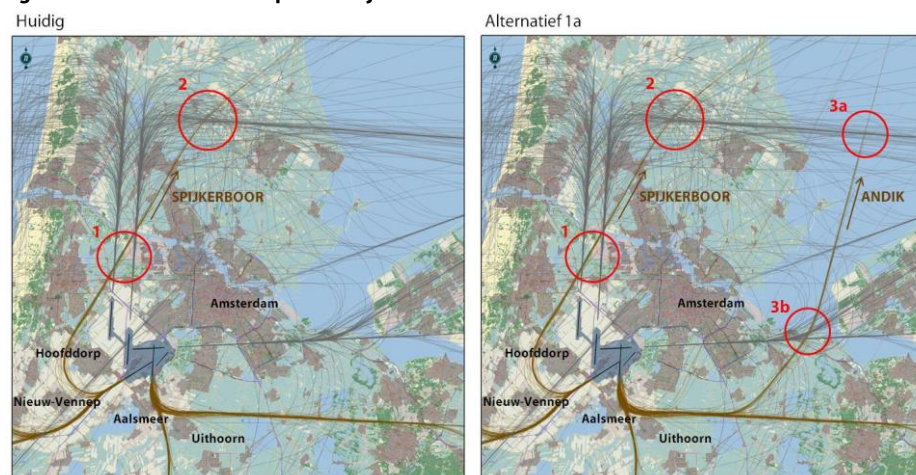 Huidig
2
SPIJKERBOOR
1
Amsterdam
Hoofddorp
Nieuw-Vennep
Aalsmeer
Uithoorn
Alternatief 1a
2
3a
SPIJKERBOOR
ANDIK
1
Amsterdam
3b
Hoofddorp
Nieuw-Vennep
Aalsmeer
Uithoorn